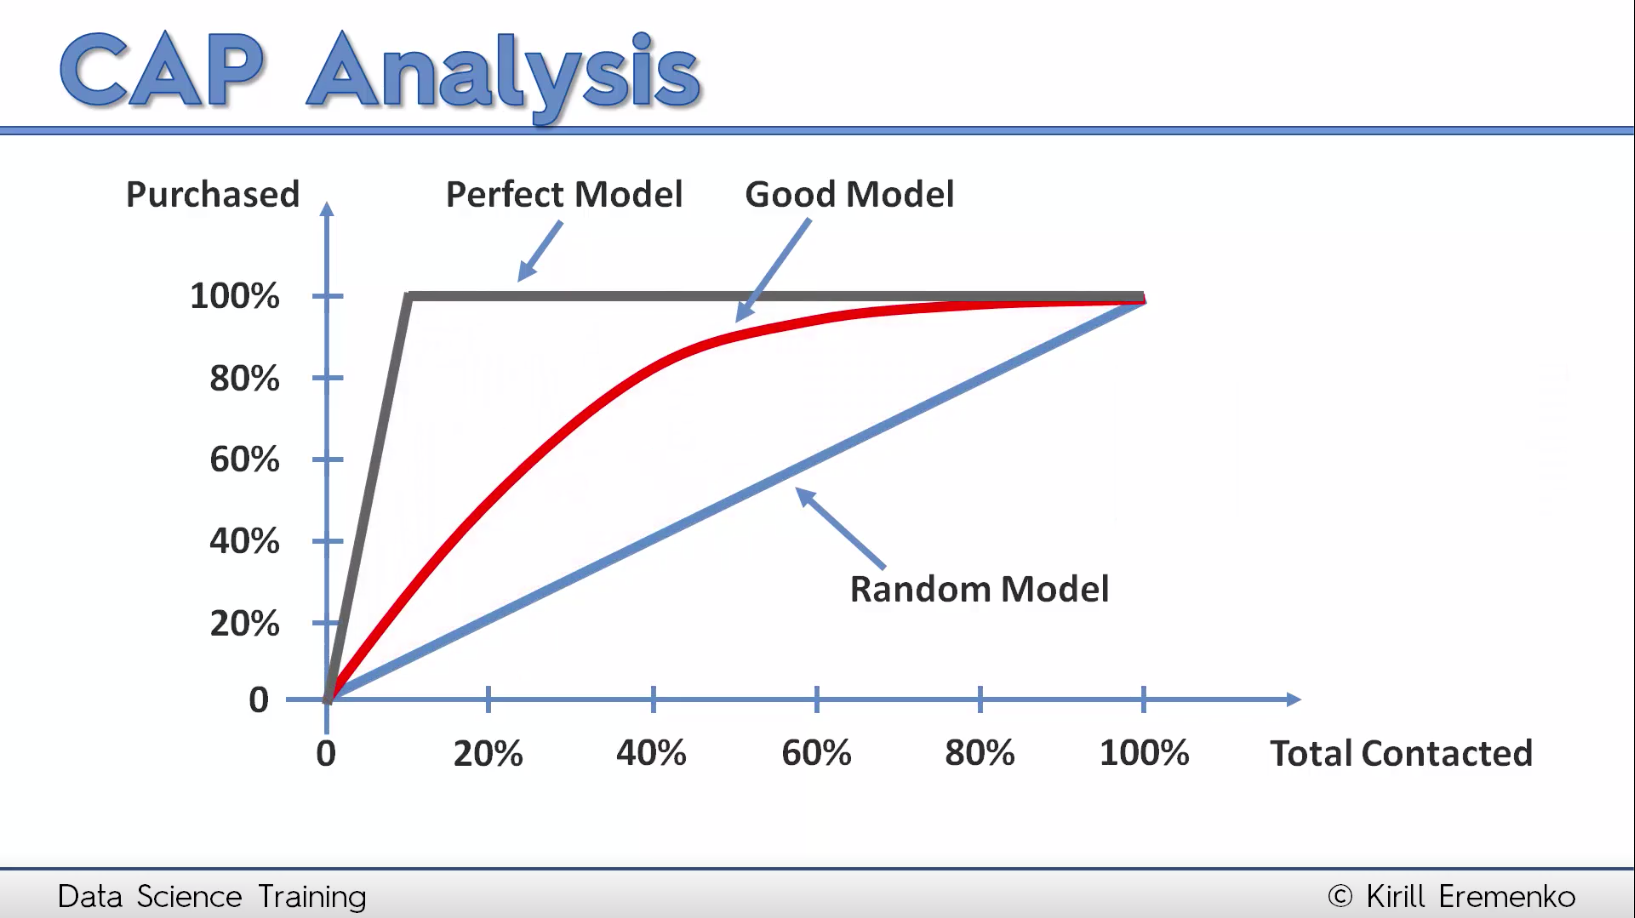 CAP Analysis
Purchased
Perfect Model
Good Model
100%
80%
60%
40%
20%
0
Random Model
0 20% 40% 60% 80% 100% Total Contacted
Data Science Training
© Kirill Eremenko